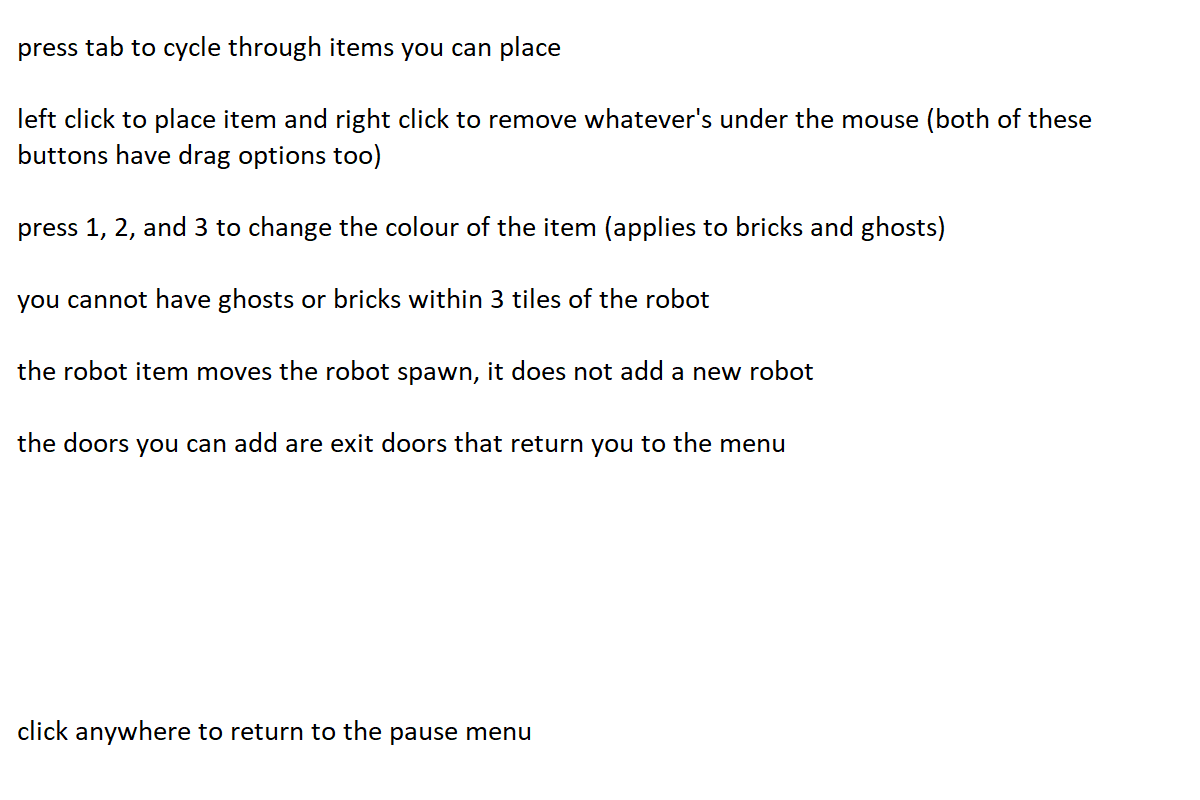 press tab to cycle through items you can place
left click to place item and right click to remove whatever's under the mouse (both of these
buttons have drag options too)
press 1, 2, and 3 to change the colour of the item (applies to bricks and ghosts)
you cannot have ghosts or bricks within 3 tiles of the robot
the robot item moves the robot spawn, it does not add a new robot
the doors you can add are exit doors that return you to the menu
click anywhere to return to the pause menu